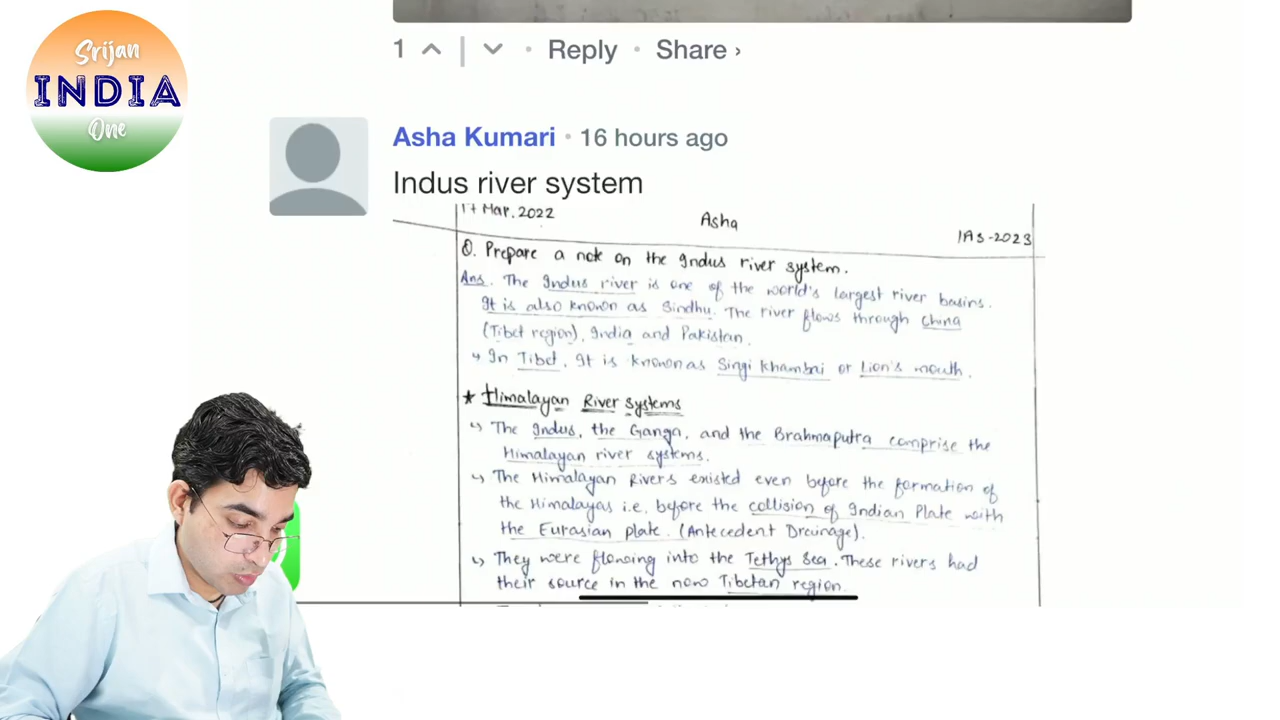 Srijan
INDIA
One
1
Reply
Share ›
Asha Kumari • 16 hours ago
Indus river system
17 Mar. 2022
Asha
IAS-2023
Q. Prepare a note on the Indus river system.
Ans. The Indus river is one of the world's largest river basins.
It is also known as Sindhu. The river flows through China
(Tibet region), India and Pakistan.
↳ In Tibet, It is known as Singi khambai or Lion's mouth.
★ Himalayan River Systems
↳ The Indus, the Ganga, and the Brahmaputra comprise the
Himalayan river systems.
↳ The Himalayan Rivers existed even before the formation of
the Himalayas i.e. before the collision of Indian Plate with
the Eurasian plate. (Antecedent Drainage).
↳ They were flowing into the Tethys Sea. These rivers had
their source in the now Tibetan region.